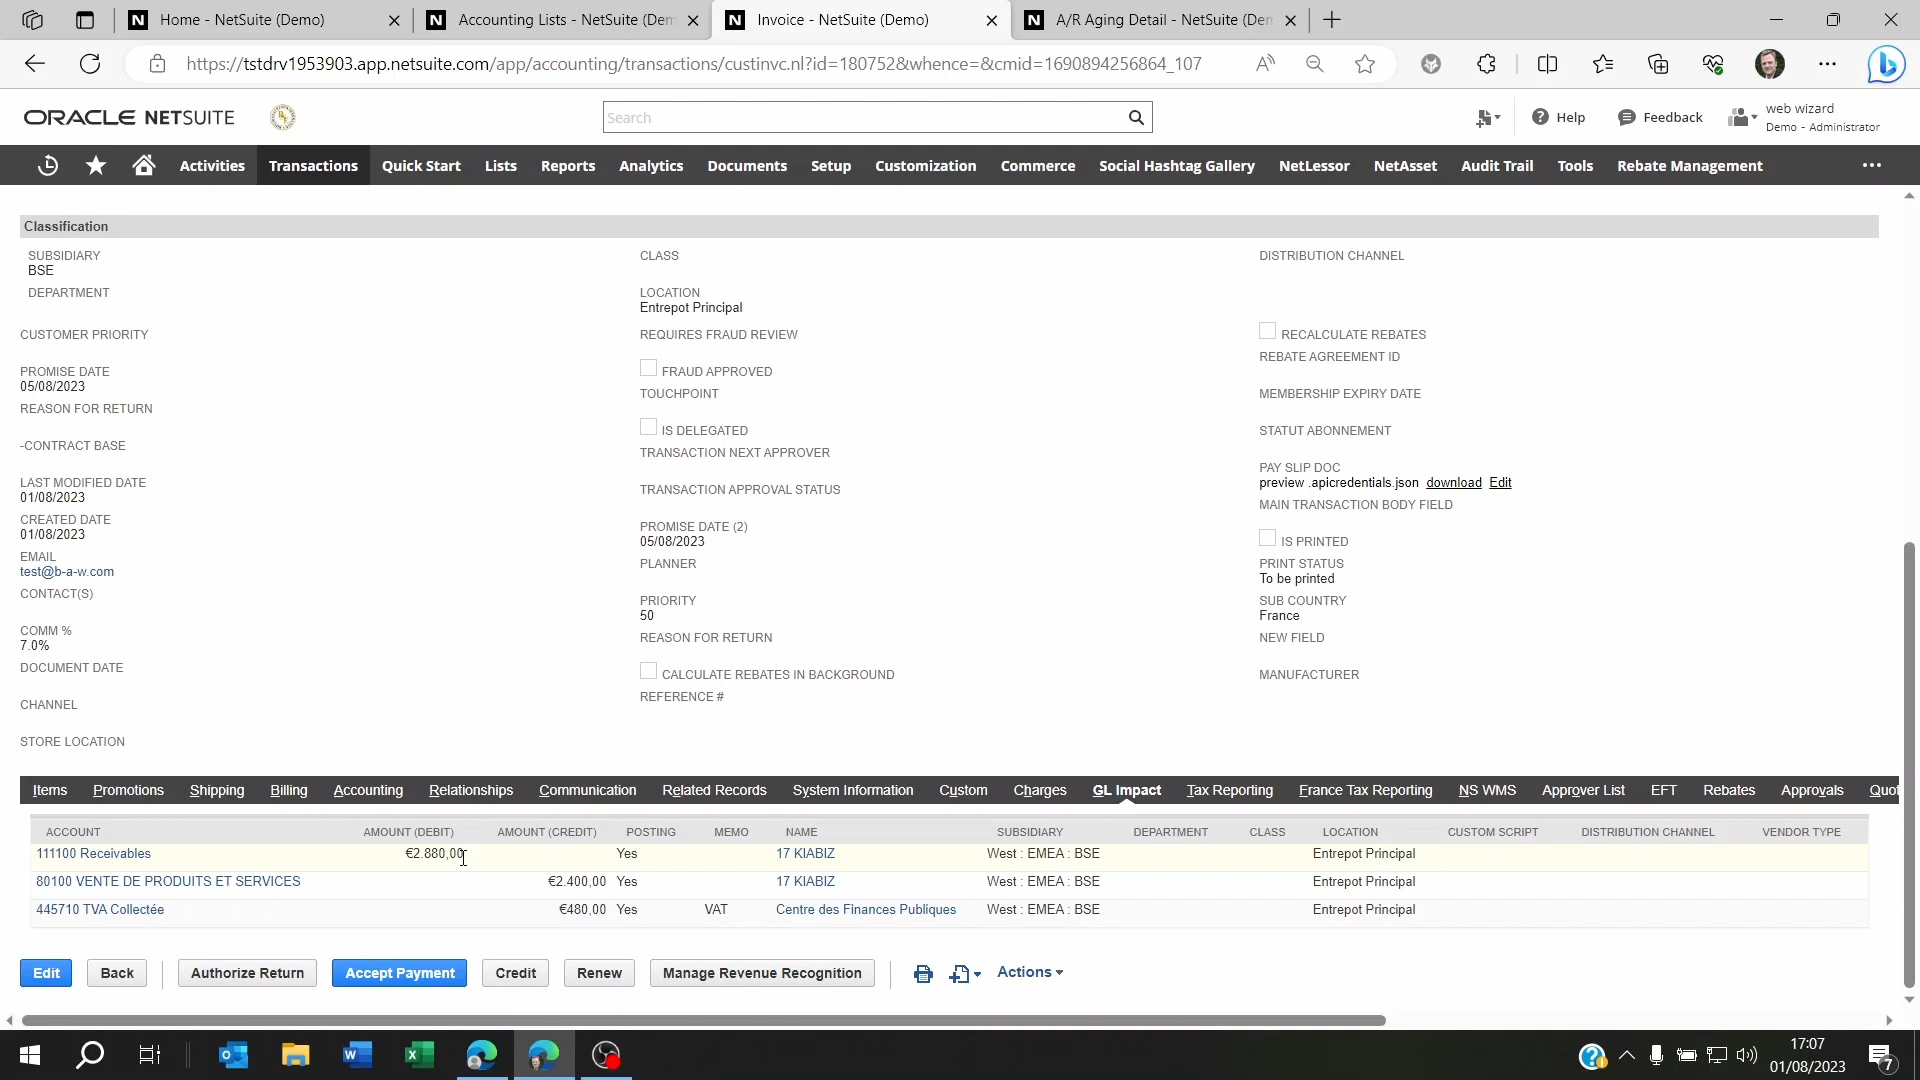 Home - NetSuite (Demo)
Accounting Lists - NetSuite (Dem
Invoice - NetSuite (Demo)
A/R Aging Detail - NetSuite (Den
https://tstdrv1953903.app.netsuite.com/app/accounting/transactions/custinvc.nl?id=180752&whence=&cmid=1690894256864_107
ORACLE NETSUITE
Search
Help
Feedback
web wizard
Demo - Administrator
Activities
Transactions
Quick Start
Lists
Reports
Analytics
Documents
Setup
Customization
Commerce
Social Hashtag Gallery
NetLessor
NetAsset
Audit Trail
Tools
Rebate Management
Classification
SUBSIDIARY
BSE
DEPARTMENT
CUSTOMER PRIORITY
PROMISE DATE
05/08/2023
REASON FOR RETURN
-CONTRACT BASE
LAST MODIFIED DATE
01/08/2023
CREATED DATE
01/08/2023
EMAIL
test@b-a-w.com
CONTACT(S)
COMM %
7.0%
DOCUMENT DATE
CHANNEL
STORE LOCATION
CLASS
LOCATION
Entrepot Principal
REQUIRES FRAUD REVIEW
FRAUD APPROVED
TOUCHPOINT
IS DELEGATED
TRANSACTION NEXT APPROVER
TRANSACTION APPROVAL STATUS
PROMISE DATE (2)
05/08/2023
PLANNER
PRIORITY
50
REASON FOR RETURN
CALCULATE REBATES IN BACKGROUND
REFERENCE #
DISTRIBUTION CHANNEL
RECALCULATE REBATES
REBATE AGREEMENT ID
MEMBERSHIP EXPIRY DATE
STATUT ABONNEMENT
PAY SLIP DOC
preview .apicredentials.json download Edit
MAIN TRANSACTION BODY FIELD
IS PRINTED
PRINT STATUS
To be printed
SUB COUNTRY
France
NEW FIELD
MANUFACTURER
Items Promotions Shipping Billing Accounting Relationships Communication Related Records System Information Custom Charges GL Impact Tax Reporting France Tax Reporting NS WMS Approver List EFT Rebates Approvals Quot
ACCOUNT AMOUNT (DEBIT) AMOUNT (CREDIT) POSTING MEMO NAME SUBSIDIARY DEPARTMENT CLASS LOCATION CUSTOM SCRIPT DISTRIBUTION CHANNEL VENDOR TYPE
111100 Receivables €2.880,00 Yes 17 KIABIZ West : EMEA : BSE Entrepot Principal
80100 VENTE DE PRODUITS ET SERVICES €2.400,00 Yes 17 KIABIZ West : EMEA : BSE Entrepot Principal
445710 TVA Collectée €480,00 Yes VAT Centre des Finances Publiques West : EMEA : BSE Entrepot Principal
Edit Back Authorize Return Accept Payment Credit Renew Manage Revenue Recognition Actions
17:07
01/08/2023
7